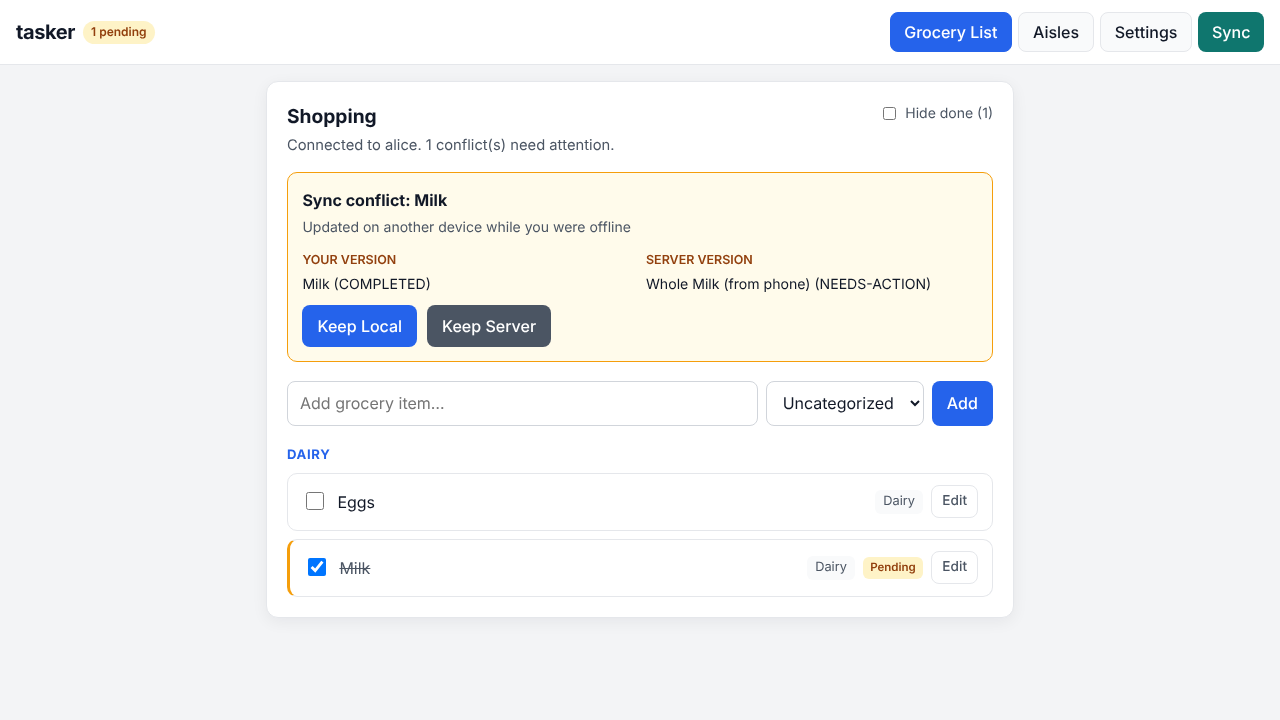 tasker 1 pending Grocery List Aisles Settings Sync
Shopping Hide done (1)
Connected to alice. 1 conflict(s) need attention.
Sync conflict: Milk
Updated on another device while you were offline
YOUR VERSION SERVER VERSION
Milk (COMPLETED) Whole Milk (from phone) (NEEDS-ACTION)
Keep Local Keep Server
Add grocery item... Uncategorized Add
DAIRY
Eggs Dairy Edit
Milk Dairy Pending Edit